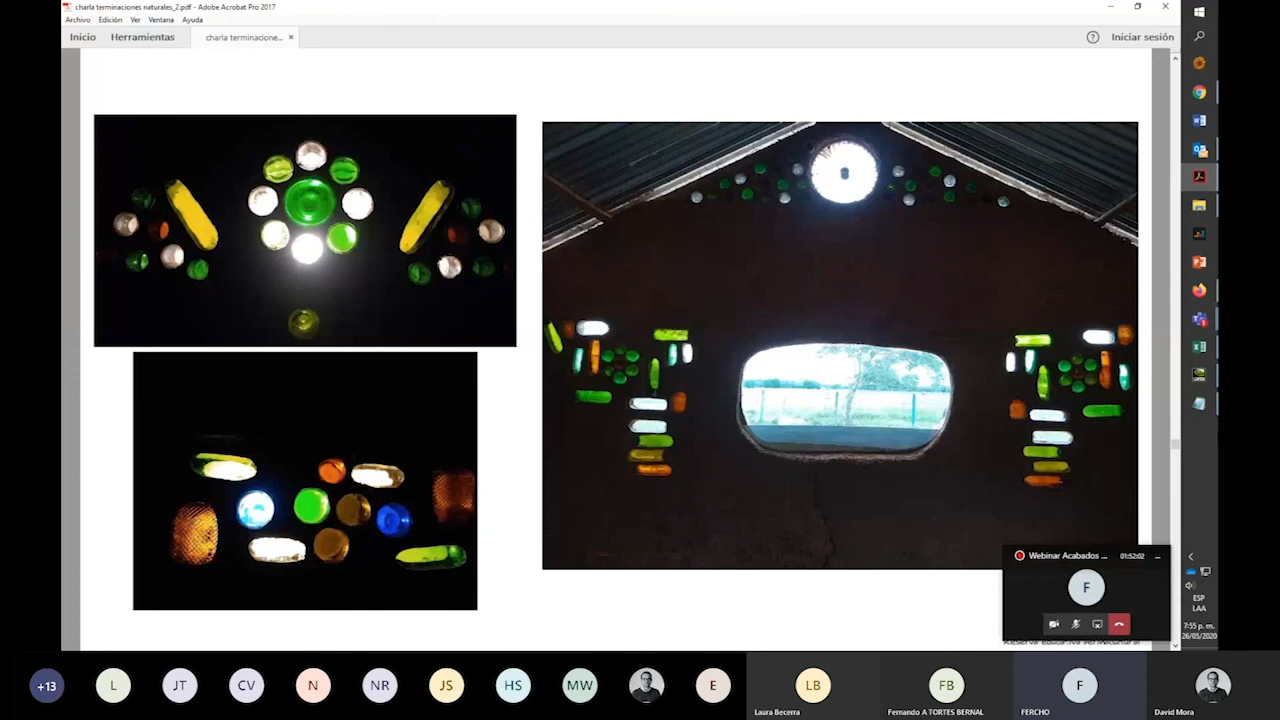 charla terminaciones naturales_2.pdf - Adobe Acrobat Pro 2017
Archivo Edición Ver Ventana Ayuda
Inicio Herramientas charla terminacione... × ? Iniciar sesión
Webinar Acabados ... 01:52:02
F
ESP
LAA
7:55 p. m.
26/05/2020
+13 L JT CV N NR JS HS MW E LB FB F
Laura Becerra Fernando A TORTES BERNAL FERCHO David Mora